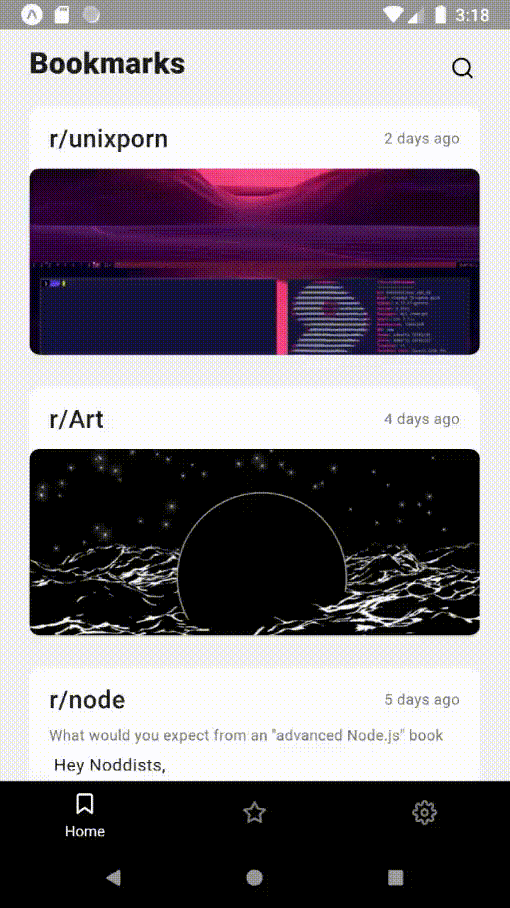 3:18
Bookmarks
r/unixporn
2 days ago
r/Art
4 days ago
r/node
5 days ago
What would you expect from an "advanced Node.js" book
Hey Noddists,
Home